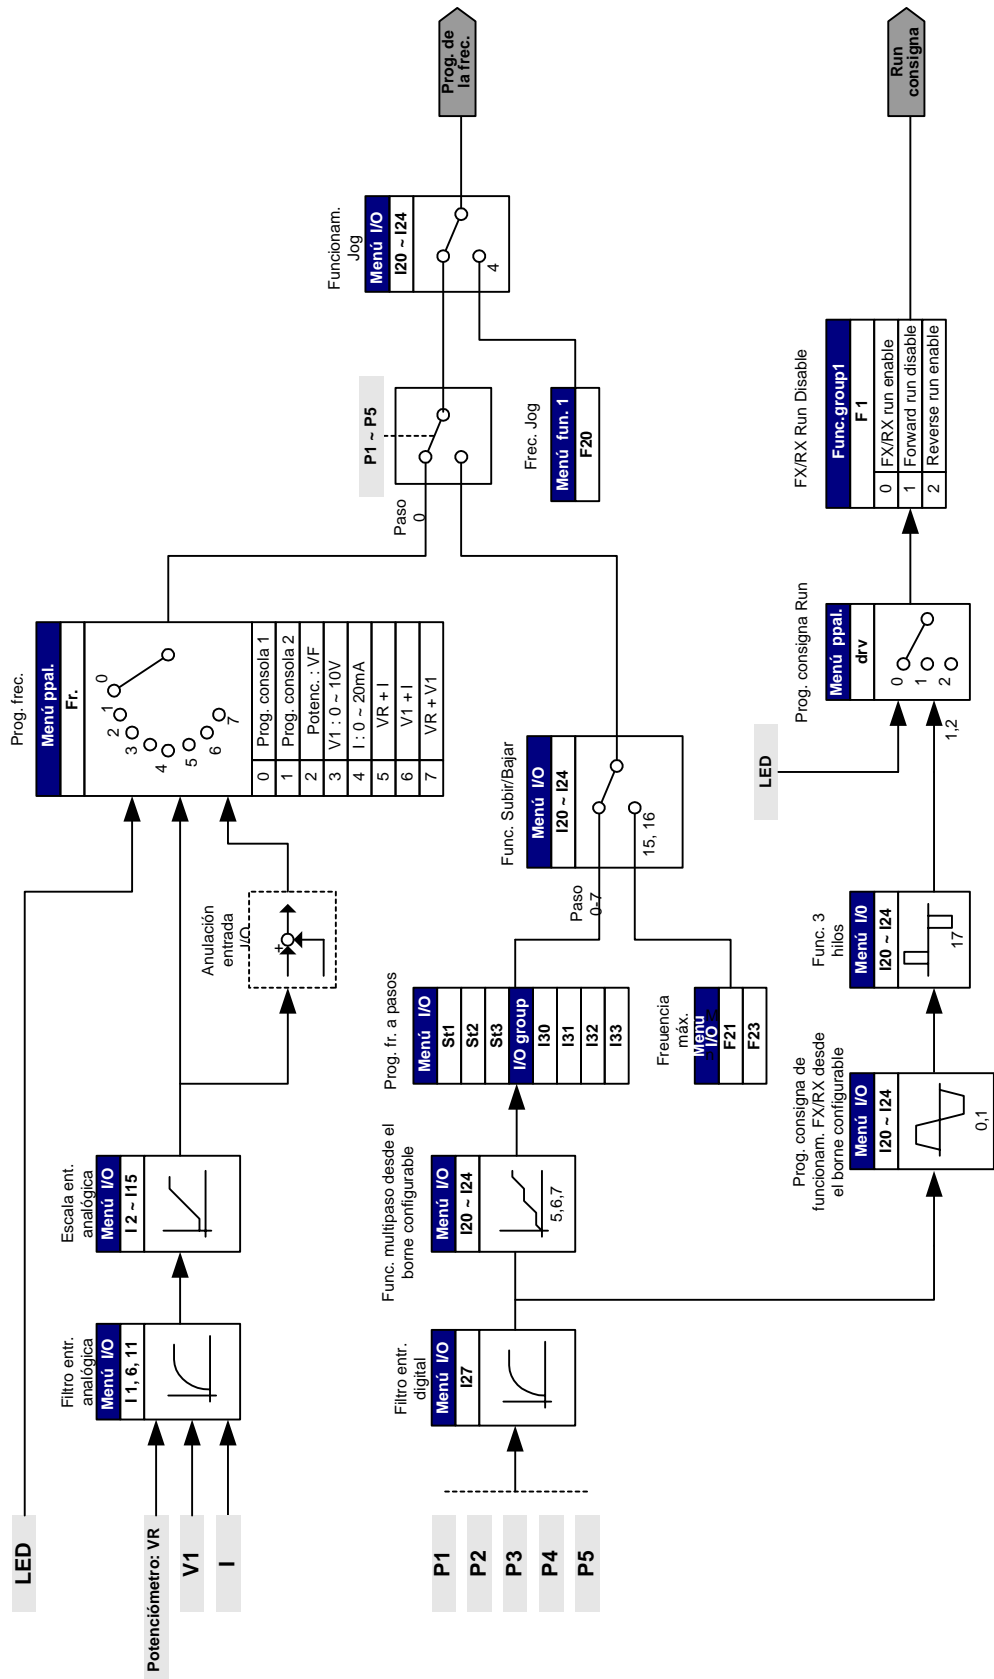 LED
Potenciómetro: VR
V1
I
Filtro entr.
analógica
Menú I/O
I 1, 6, 11
Escala ent.
analógica
Menú I/O
I 2 ~ I15
Anulación
entrada
I/O
+
Prog. frec.
Menú ppal.
Fr.
0
1
2
3
4
5
6
7
0 Prog. consola 1
1 Prog. consola 2
2 Potenc. : VF
3 V1 : 0 ~ 10V
4 I : 0 ~ 20mA
5 VR + I
6 V1 + I
7 VR + V1
Paso
0
P1 ~ P5
Funcionam.
Jog
Menú I/O
I20 ~ I24
4
Frec. Jog
Menú fun. 1
F20
Prog. de
la frec.
P1
P2
P3
P4
P5
Filtro entr.
digital
Menú I/O
I27
Func. multipaso desde el
borne configurable
Menú I/O
I20 ~ I24
5,6,7
Prog. fr. a pasos
Menú I/O
St1
St2
St3
I/O group
I30
I31
I32
I33
Freuencia
máx.
Menú
I/O
F21
F23
Paso
0-7
Func. Subir/Bajar
Menú I/O
I20 ~ I24
15, 16
Prog. consigna de
funcionam. FX/RX desde
el borne configurable
Menú I/O
I20 ~ I24
0,1
Func. 3
hilos
Menú I/0
I20 ~ I24
17
LED
1,2
Prog. consigna Run
Menú ppal.
drv
0
1
2
FX/RX Run Disable
Func.group1
F 1
0 FX/RX run enable
1 Forward run disable
2 Reverse run enable
Run
consigna